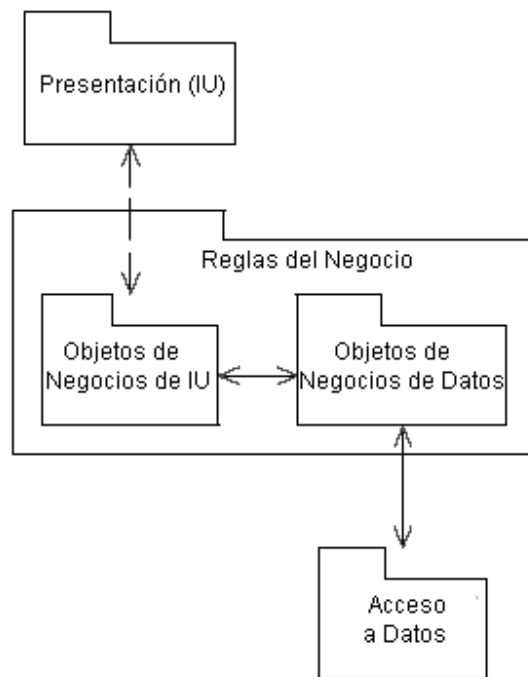 Presentación (IU)
Reglas del Negocio
Objetos de
Negocios de IU
Objetos de
Negocios de Datos
Acceso
a Datos